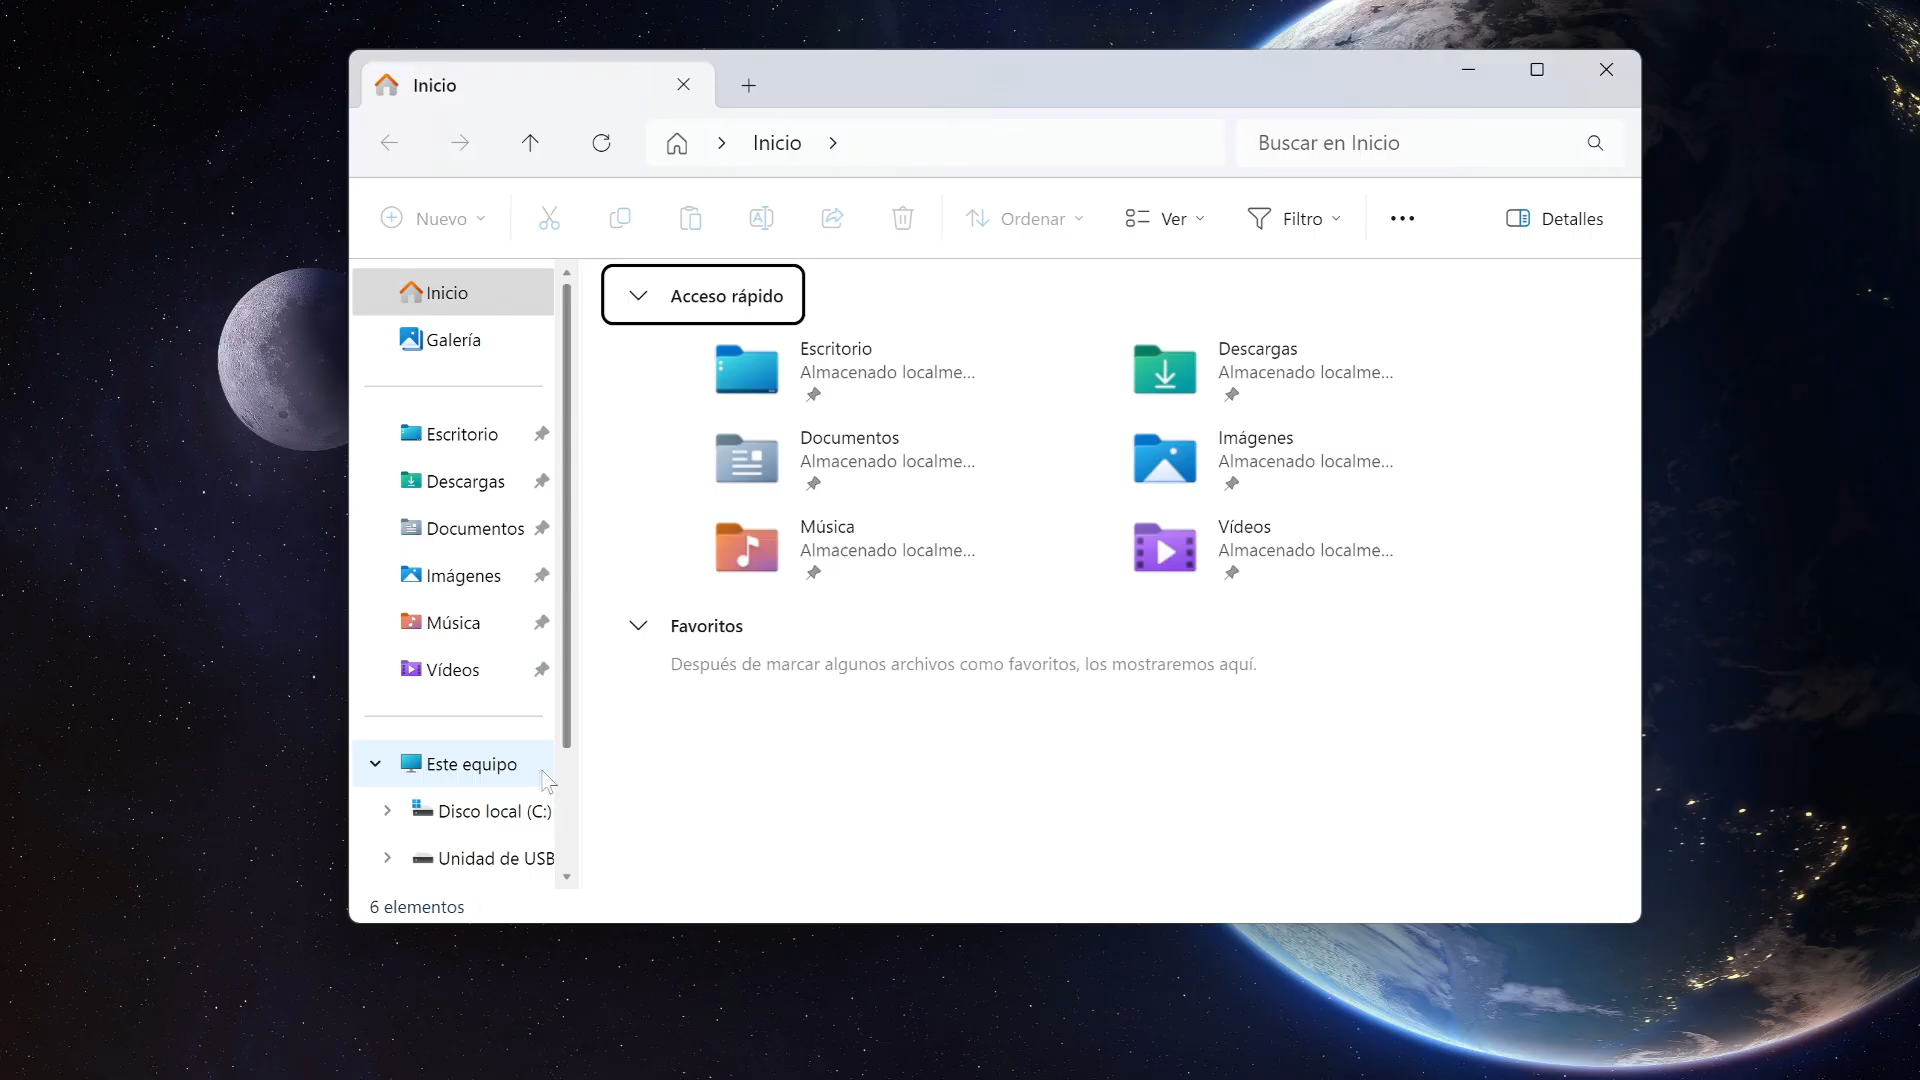 Inicio
Inicio
Buscar en Inicio
Nuevo
Ordenar
Ver
Filtro
Detalles
Inicio
Galería
Escritorio
Descargas
Documentos
Imágenes
Música
Vídeos
Este equipo
Disco local (C:)
Unidad de USB
6 elementos
Acceso rápido
Escritorio
Almacenado localme...
Descargas
Almacenado localme...
Documentos
Almacenado localme...
Imágenes
Almacenado localme...
Música
Almacenado localme...
Vídeos
Almacenado localme...
Favoritos
Después de marcar algunos archivos como favoritos, los mostraremos aquí.